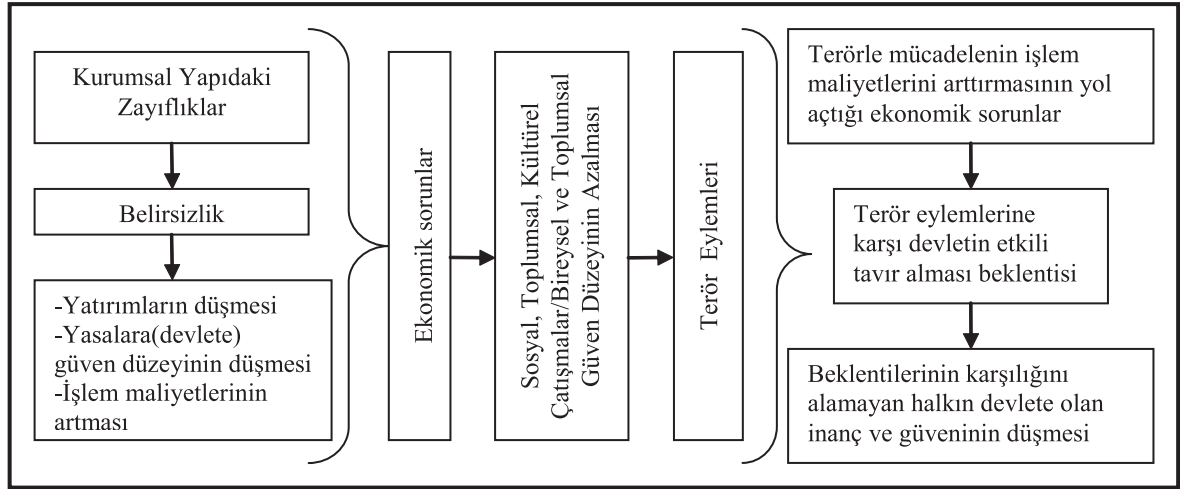 Kurumsal Yapıdaki
Zayıflıklar
Belirsizlik
-Yatırımların düşmesi
-Yasalara(devlete)
güven düzeyinin düşmesi
-İşlem maliyetlerinin
artması
Ekonomik sorunlar
Sosyal, Toplumsal, Kültürel
Çatışmalar/Bireysel ve Toplumsal
Güven Düzeyinin Azalması
Terör Eylemleri
Terörle mücadelenin işlem
maliyetlerini arttırmasının yol
açtığı ekonomik sorunlar
Terör eylemlerine
karşı devletin etkili
tavır alması beklentisi
Beklentilerinin karşılığını
alamayan halkın devlete olan
inanç ve güveninin düşmesi